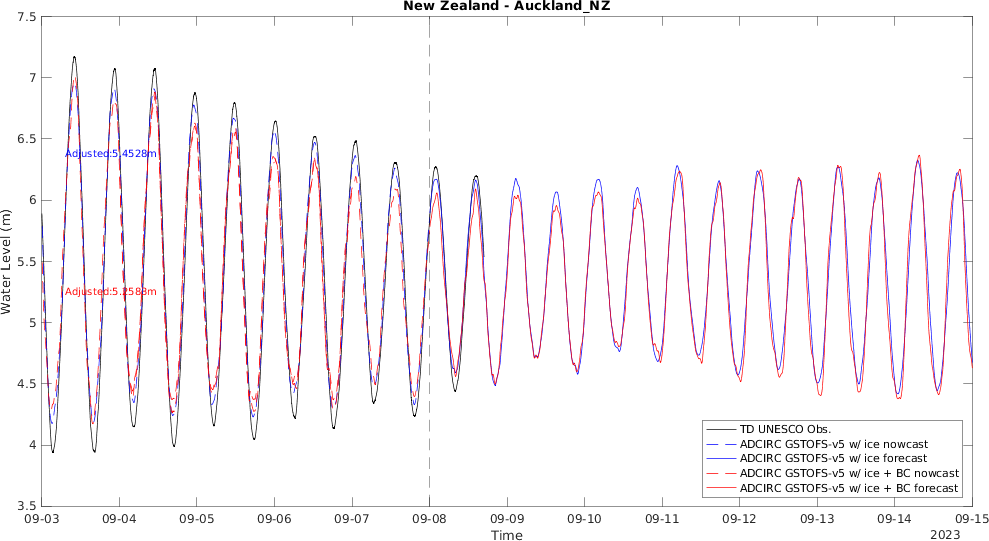 New Zealand - Auckland_NZ
7.5
7
6.5
6
5.5
5
4.5
4
3.5
Water Level (m)
Adjusted:5.4528m
TD UNESCO Obs.
ADCIRC GSTOFS-v5 w/ ice nowcast
ADCIRC GSTOFS-v5 w/ ice forecast
ADCIRC GSTOFS-v5 w/ ice + BC nowcast
ADCIRC GSTOFS-v5 w/ ice + BC forecast
09-03 09-04 09-05 09-06 09-07 09-08 09-09 09-10 09-11 09-12 09-13 09-14 09-15
Time
2023